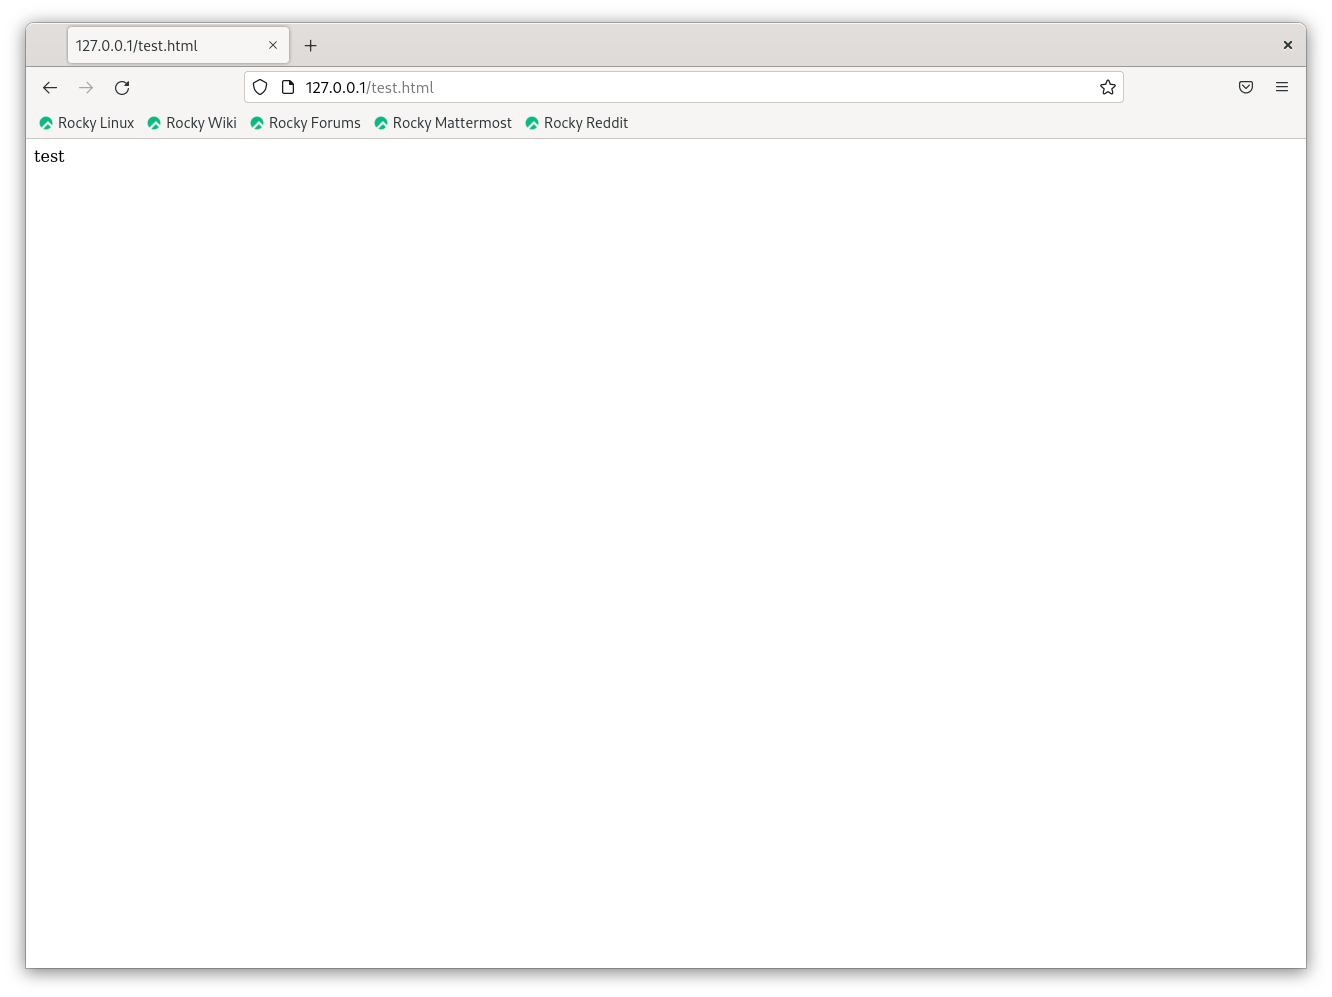 127.0.0.1/test.html
127.0.0.1/test.html
Rocky Linux Rocky Wiki Rocky Forums Rocky Mattermost Rocky Reddit
test